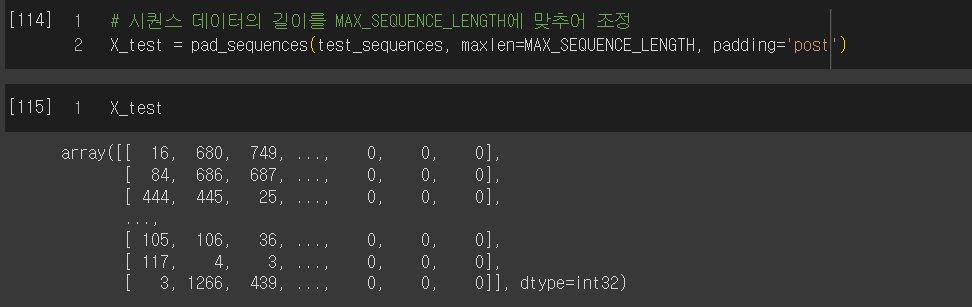 [114] 1 # 시퀀스 데이터의 길이를 MAX_SEQUENCE_LENGTH에 맞추어 조정
2 X_test = pad_sequences(test_sequences, maxlen=MAX_SEQUENCE_LENGTH, padding='post')
[115] 1 X_test
array([[ 16, 680, 749, ..., 0, 0, 0],
[ 84, 686, 687, ..., 0, 0, 0],
[ 444, 445, 25, ..., 0, 0, 0],
...,
[ 105, 106, 36, ..., 0, 0, 0],
[ 117, 4, 3, ..., 0, 0, 0],
[ 3, 1266, 439, ..., 0, 0, 0]], dtype=int32)